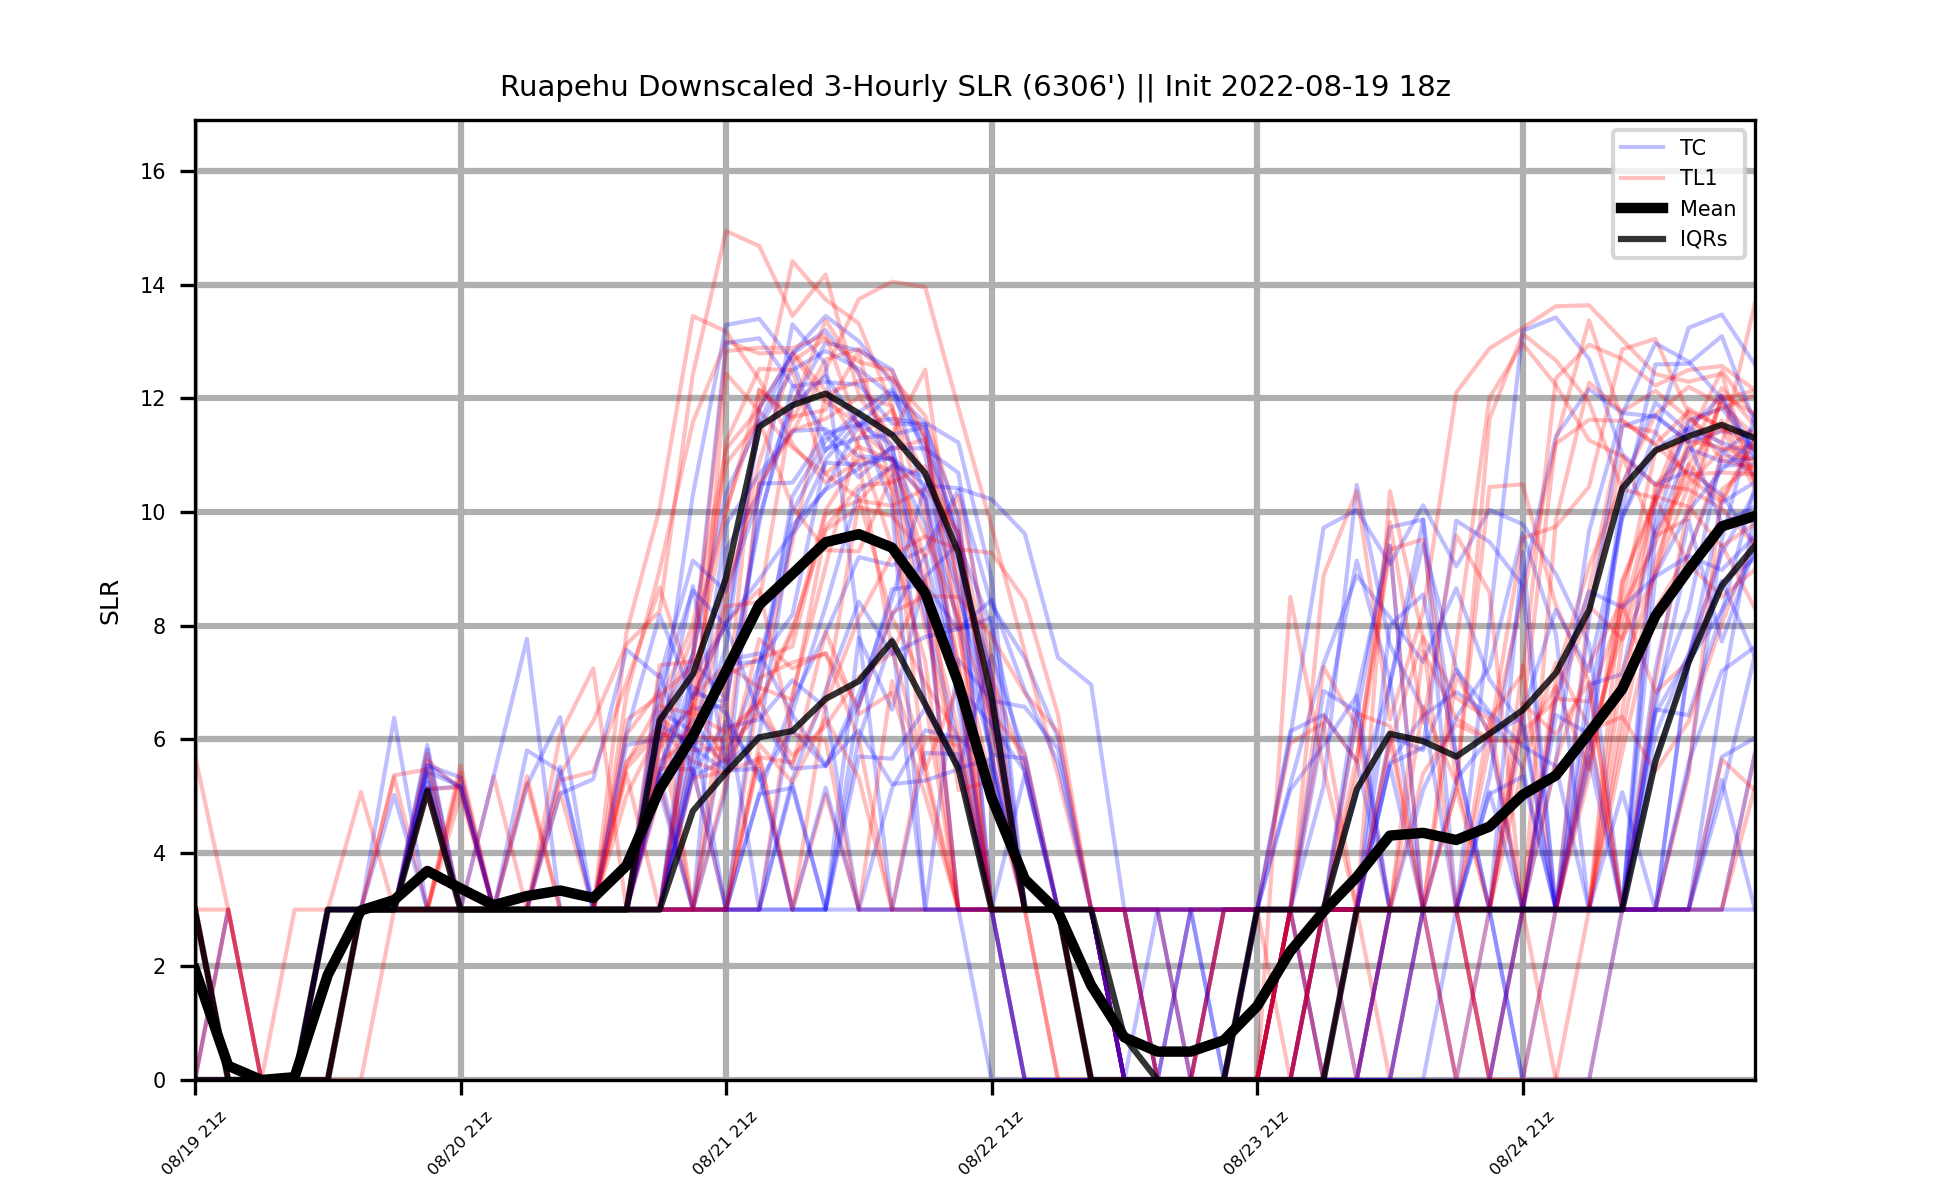 Ruapehu Downscaled 3-Hourly SLR (6306') || Init 2022-08-19 18z
TC
TL1
Mean
IQRs
SLR
16
14
12
10
8
6
4
2
0
08/19 21z
08/20 21z
08/21 21z
08/22 21z
08/23 21z
08/24 21z